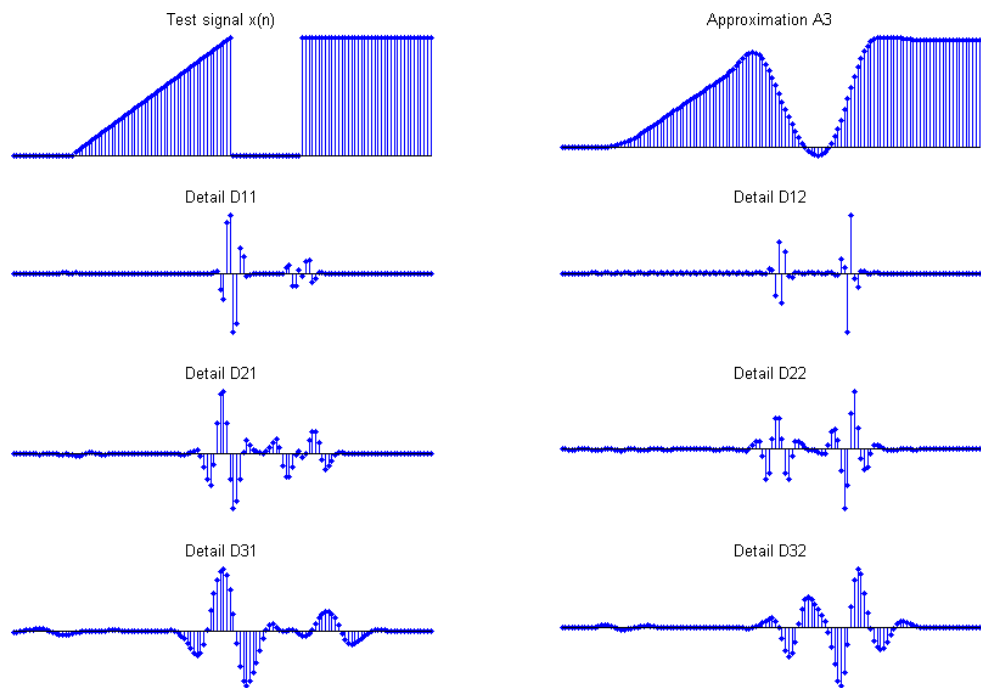 Test signal x(n)
Approximation A3
Detail D11
Detail D12
Detail D21
Detail D22
Detail D31
Detail D32